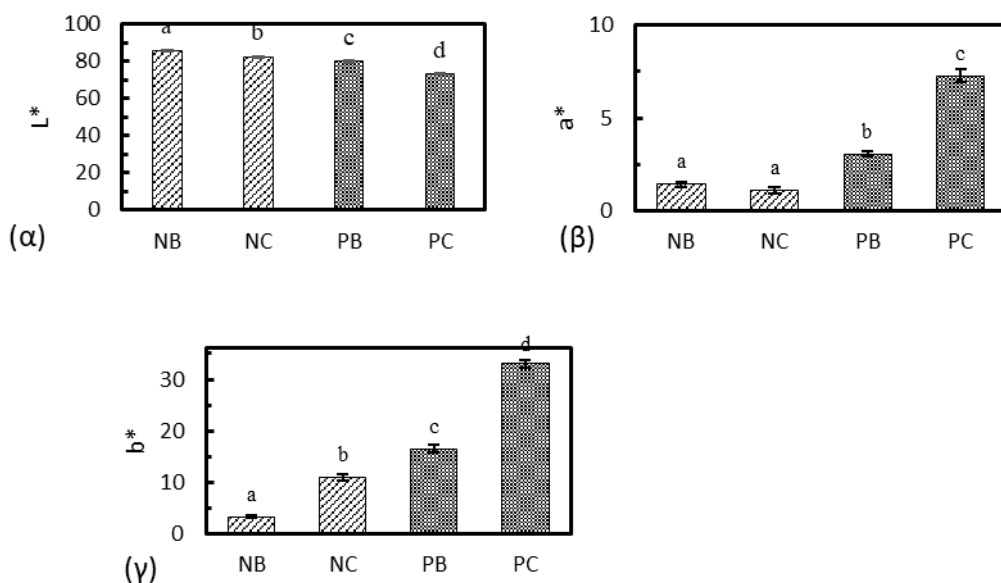 100
80
60
40
20
0
L*
a b c d
NB NC PB PC
(α)
10
5
0
a*
a a b c
NB NC PB PC
(β)
30
20
10
0
b*
a b c d
NB NC PB PC
(γ)